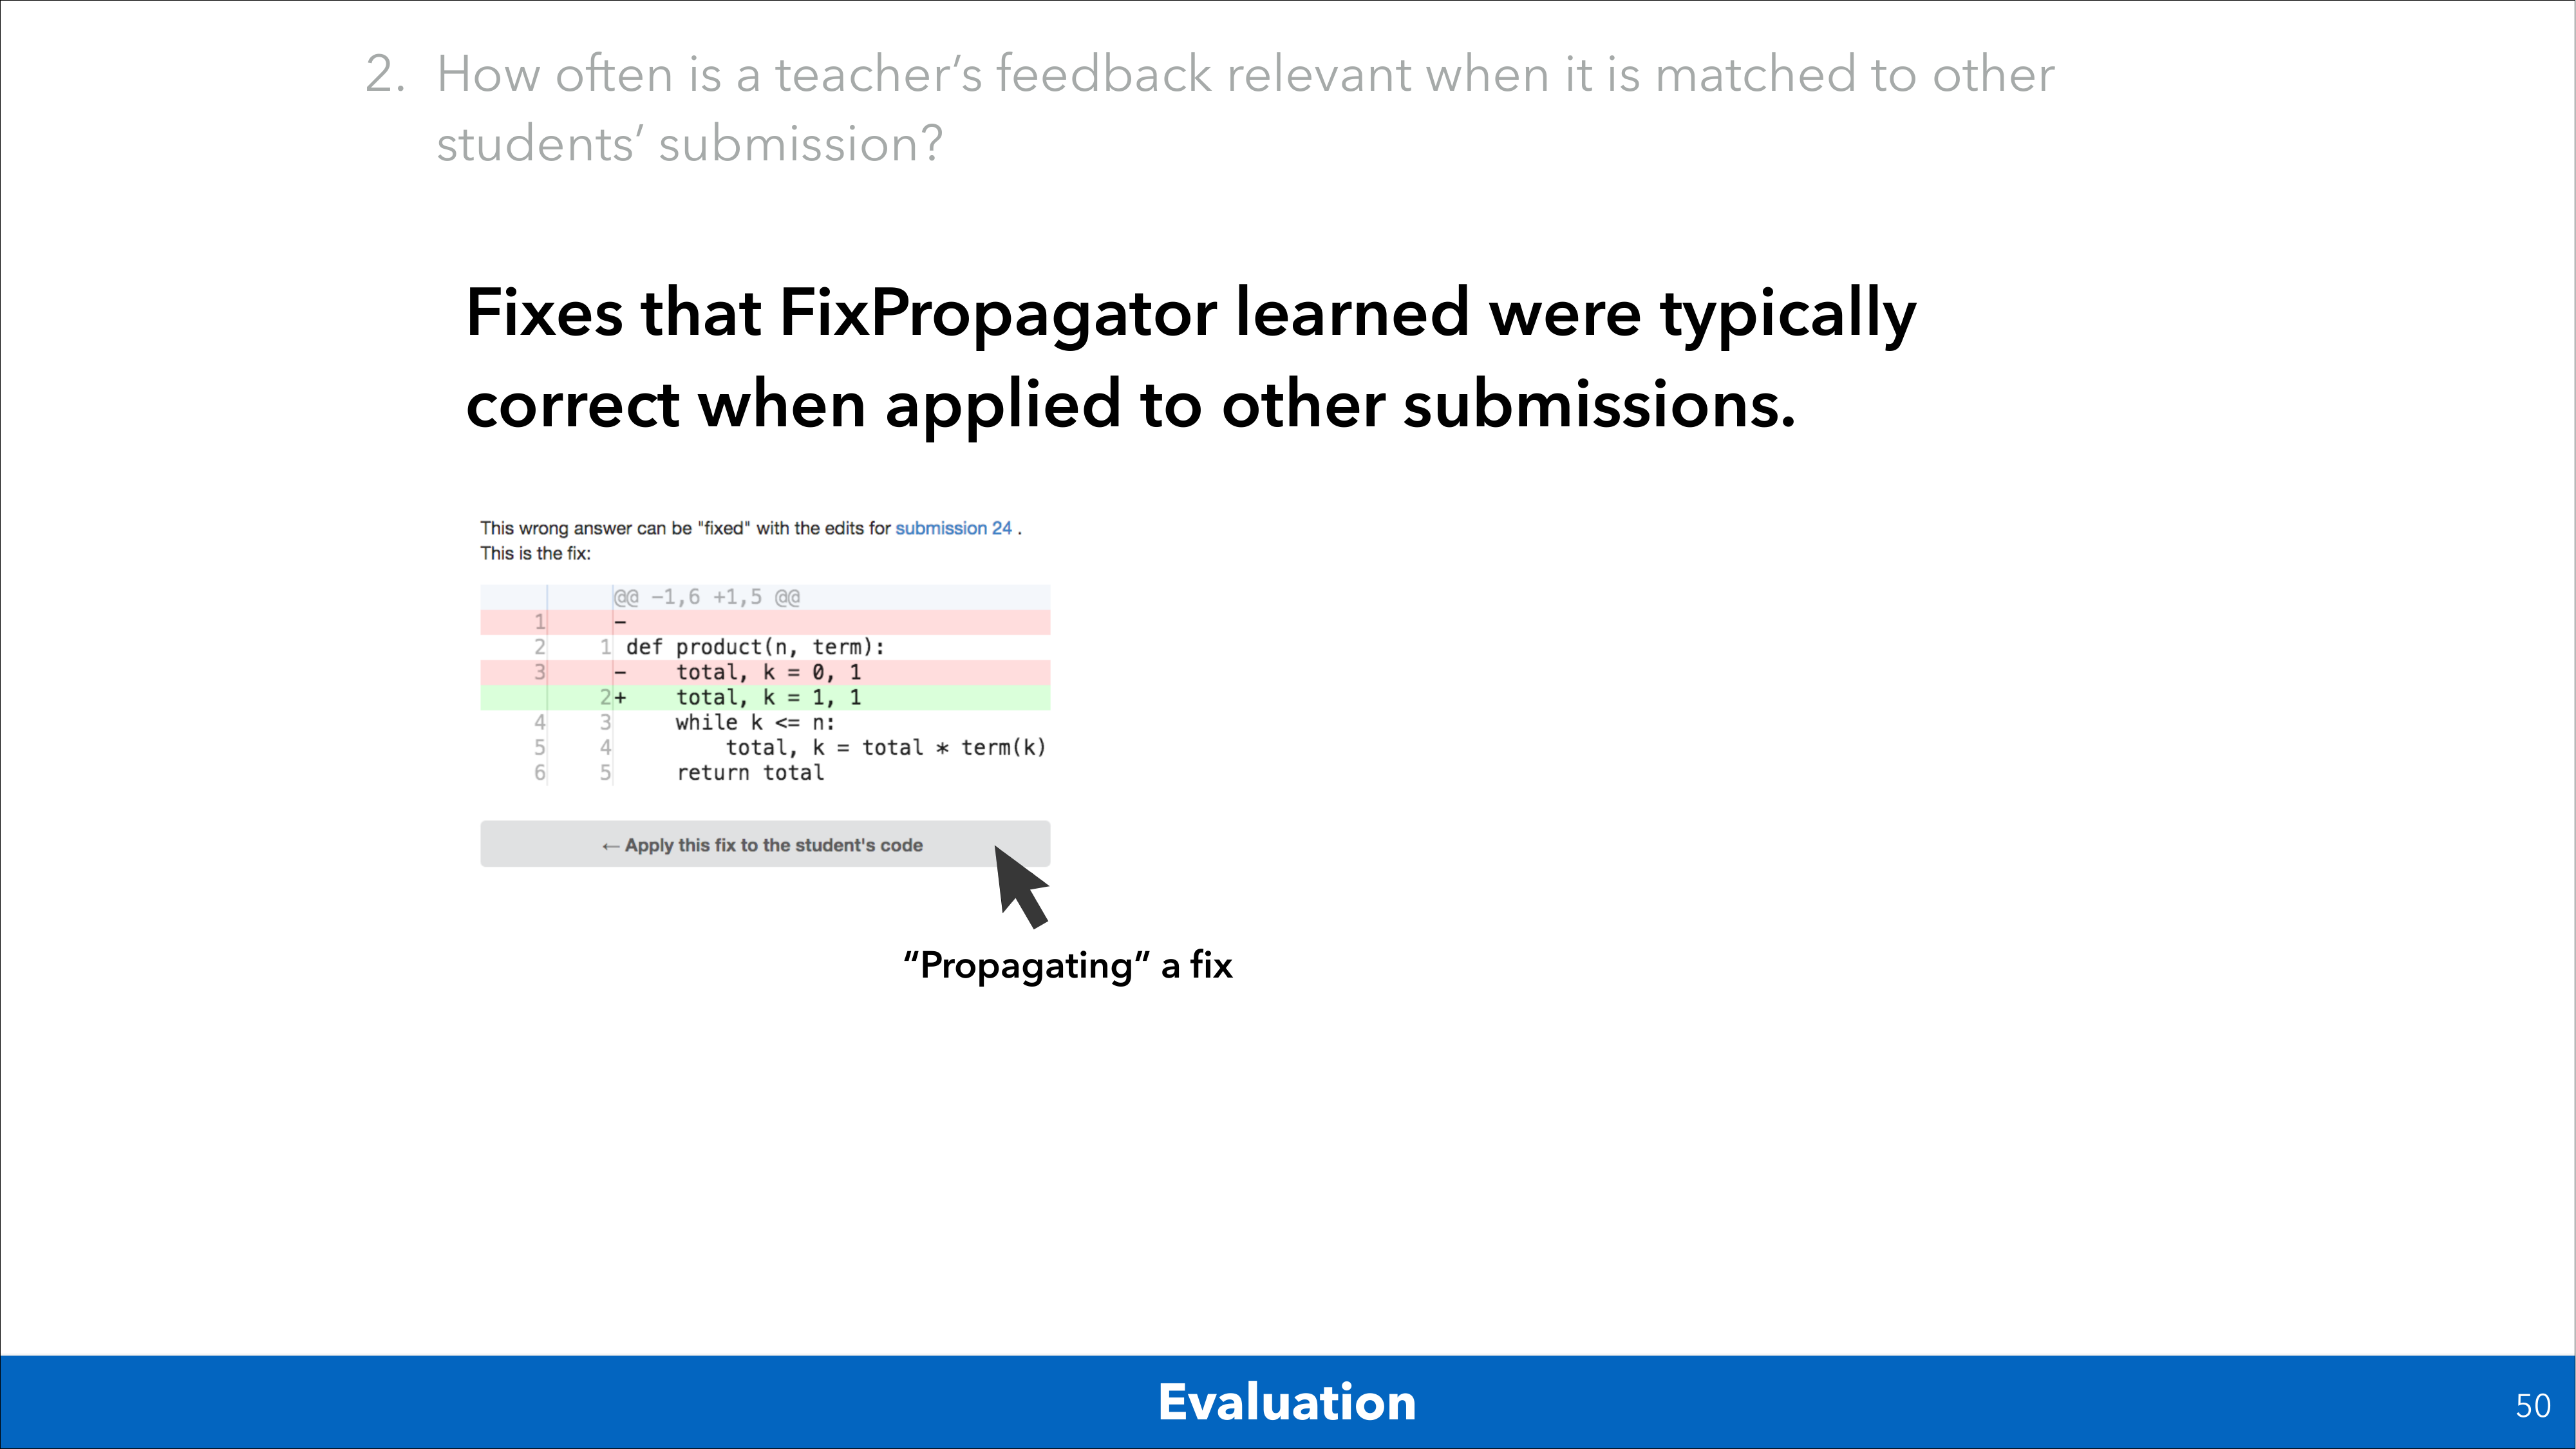 2. How often is a teacher’s feedback relevant when it is matched to other
students’ submission?
Fixes that FixPropagator learned were typically
correct when applied to other submissions.
This wrong answer can be "fixed" with the edits for submission 24 .
This is the fix:
@@ −1,6 +1,5 @@
1 −
2 1 def product(n, term):
3 − total, k = 0, 1
2 + total, k = 1, 1
4 3 while k <= n:
5 4 total, k = total * term(k)
6 5 return total
← Apply this fix to the student's code
“Propagating” a fix
Evaluation
50